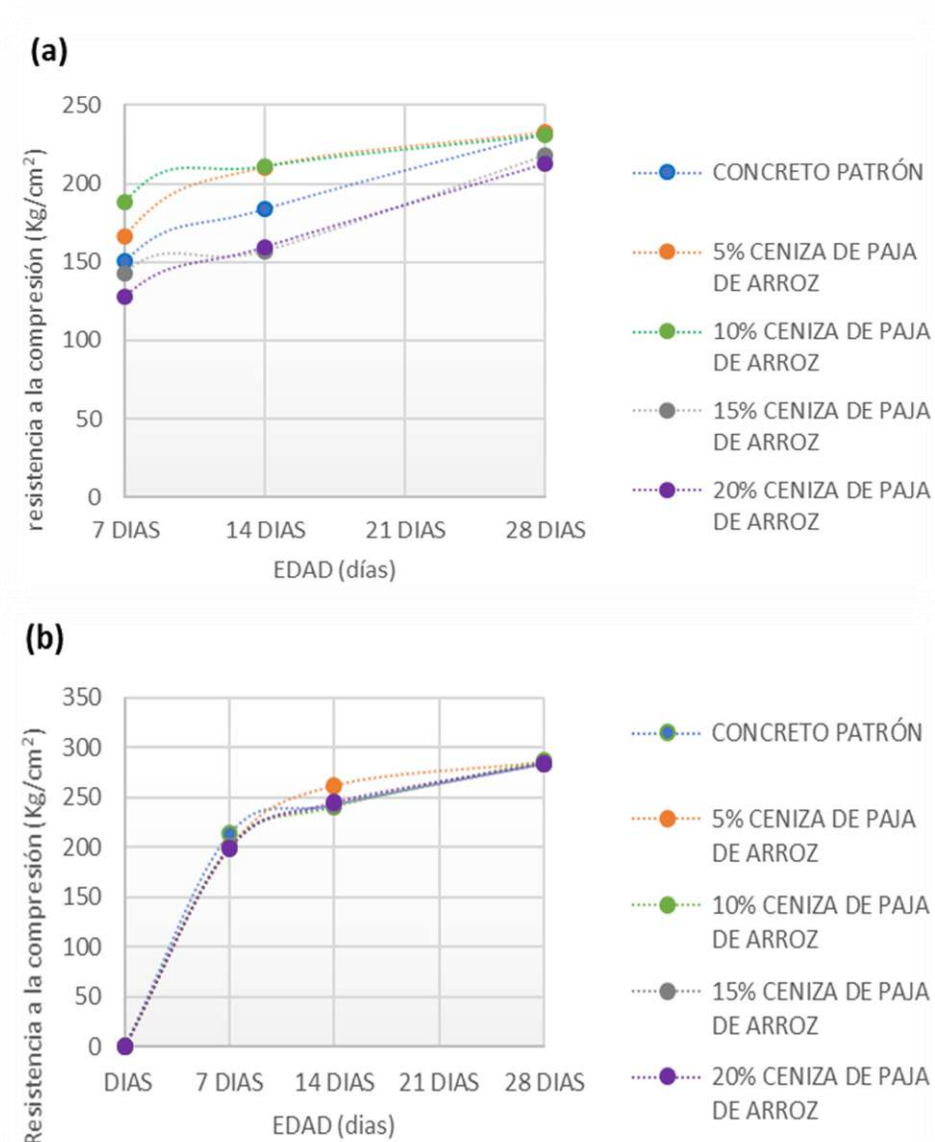 (a)
resistencia a la compresión (Kg/cm²)
250
200
150
100
50
0
7 DIAS 14 DIAS 21 DIAS 28 DIAS
EDAD (días)
CONCRETO PATRÓN
5% CENIZA DE PAJA
DE ARROZ
10% CENIZA DE PAJA
DE ARROZ
15% CENIZA DE PAJA
DE ARROZ
20% CENIZA DE PAJA
DE ARROZ
(b)
Resistencia a la compresión (Kg/cm²)
350
300
250
200
150
100
50
0
DIAS 7 DIAS 14 DIAS 21 DIAS 28 DIAS
EDAD (dias)
CONCRETO PATRÓN
5% CENIZA DE PAJA
DE ARROZ
10% CENIZA DE PAJA
DE ARROZ
15% CENIZA DE PAJA
DE ARROZ
20% CENIZA DE PAJA
DE ARROZ